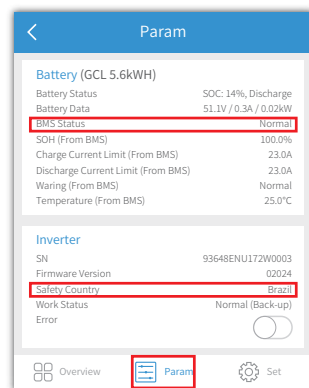 Param
Battery (GCL 5.6kWH)
Battery Status SOC: 14%, Discharge
Battery Data 51.1V / 0.3A / 0.02kW
BMS Status Normal
SOH (From BMS) 100.0%
Charge Current Limit (From BMS) 23.0A
Discharge Current Limit (From BMS) 23.0A
Waring (From BMS) Normal
Temperature (From BMS) 25.0°C
Inverter
SN 93648ENU172W0003
Firmware Version 02024
Safety Country Brazil
Work Status Normal (Back-up)
Error
Overview Param Set